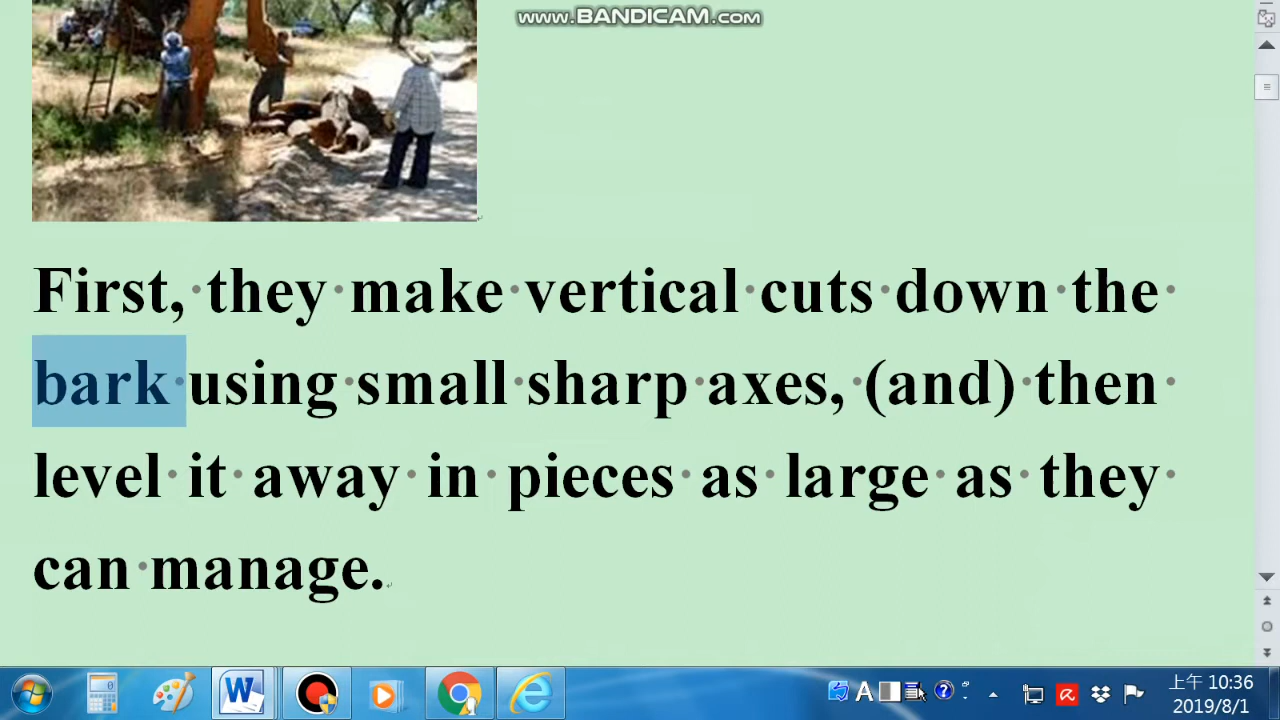 www.BANDICAM.com
First, they make vertical cuts down the
bark using small sharp axes, (and) then
level it away in pieces as large as they
can manage.
上午 10:36
2019/8/1